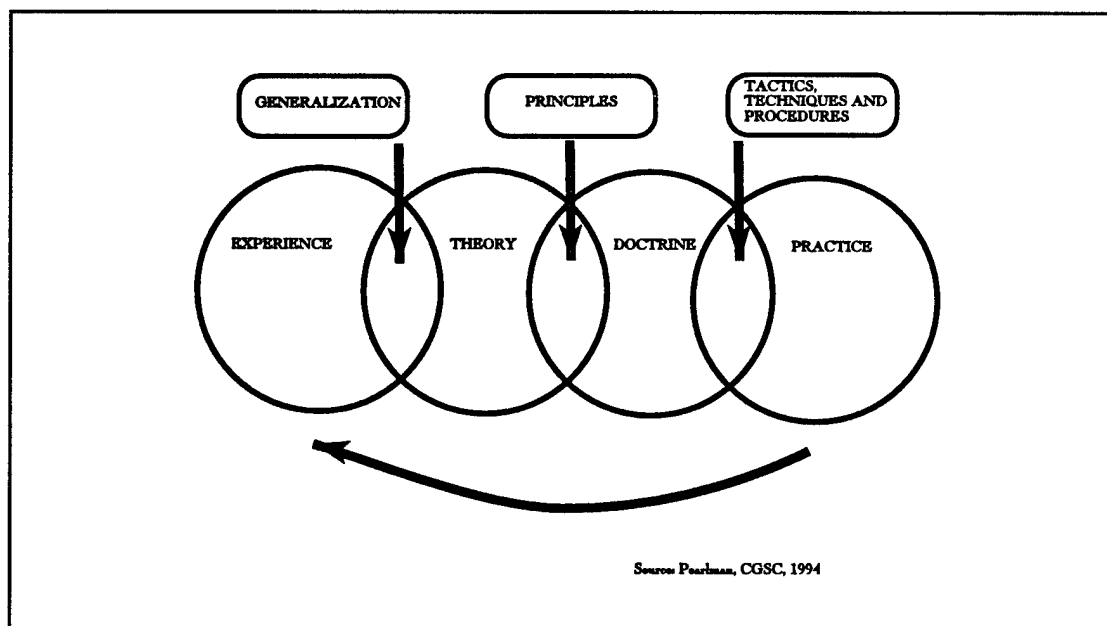 GENERALIZATION
PRINCIPLES
TACTICS,
TECHNIQUES AND
PROCEDURES
EXPERIENCE
THEORY
DOCTRINE
PRACTICE
Source: Pearlman, CGSC, 1994